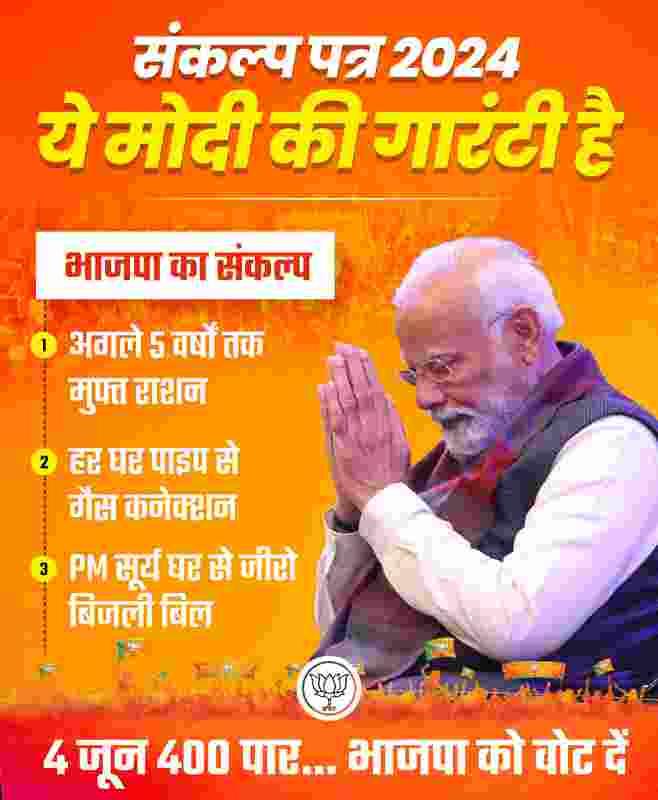 संकल्प पत्र 2024
ये मोदी की गारंटी है
भाजपा का संकल्प
1 अगले 5 वर्षों तक
मुफ्त राशन
2 हर घर पाइप से
गैस कनेक्शन
3 PM सूर्य घर से जीरो
बिजली बिल
4 जून 400 पार... भाजपा को वोट दें